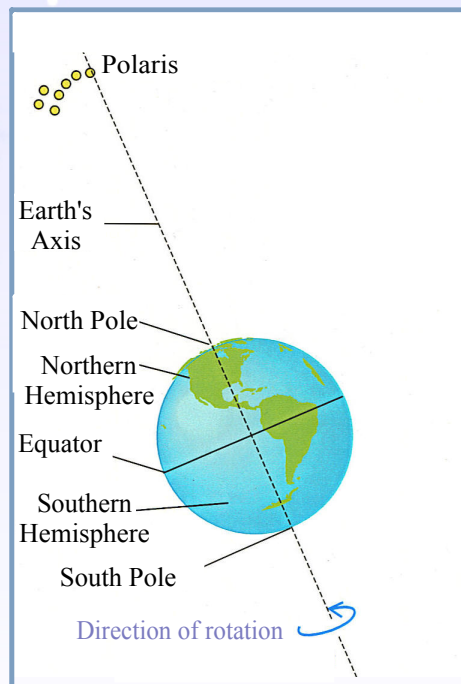 Polaris
Earth's
Axis
North Pole
Northern
Hemisphere
Equator
Southern
Hemisphere
South Pole
Direction of rotation